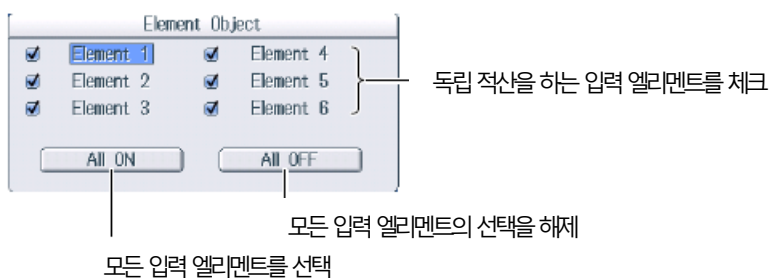 Element Object
Element 1 Element 4
Element 2 Element 5
Element 3 Element 6
독립 적산을 하는 입력 엘리먼트를 체크
All ON All OFF
모든 입력 엘리먼트의 선택을 해제
모든 입력 엘리먼트를 선택